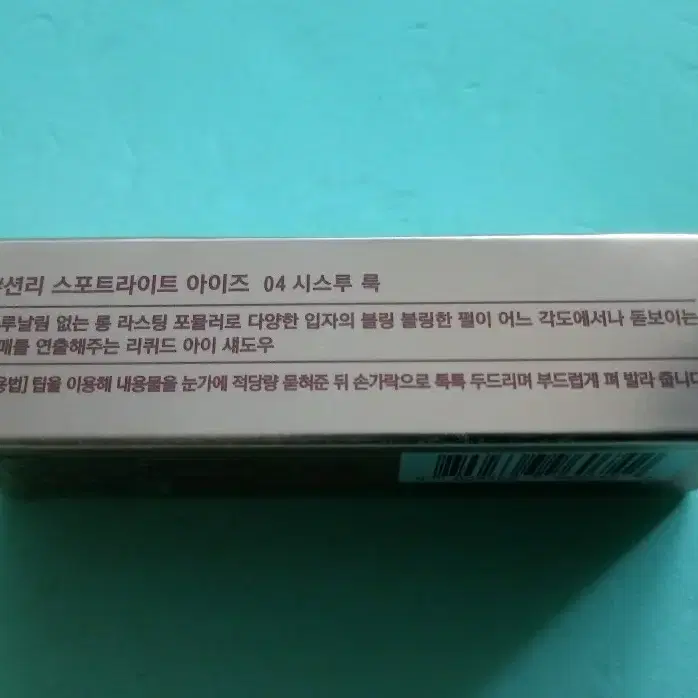 션리 스포트라이트 아이즈 04 시스루 룩
루날림 없는 롱 라스팅 포뮬러로 다양한 입자의 블링 블링한 펄이 어느 각도에서나 돋보이는
매를 연출해주는 리퀴드 아이 섀도우
용법] 팁을 이용해 내용물을 눈가에 적당량 묻혀준 뒤 손가락으로 톡톡 두드리며 부드럽게 펴 발라 줍니다